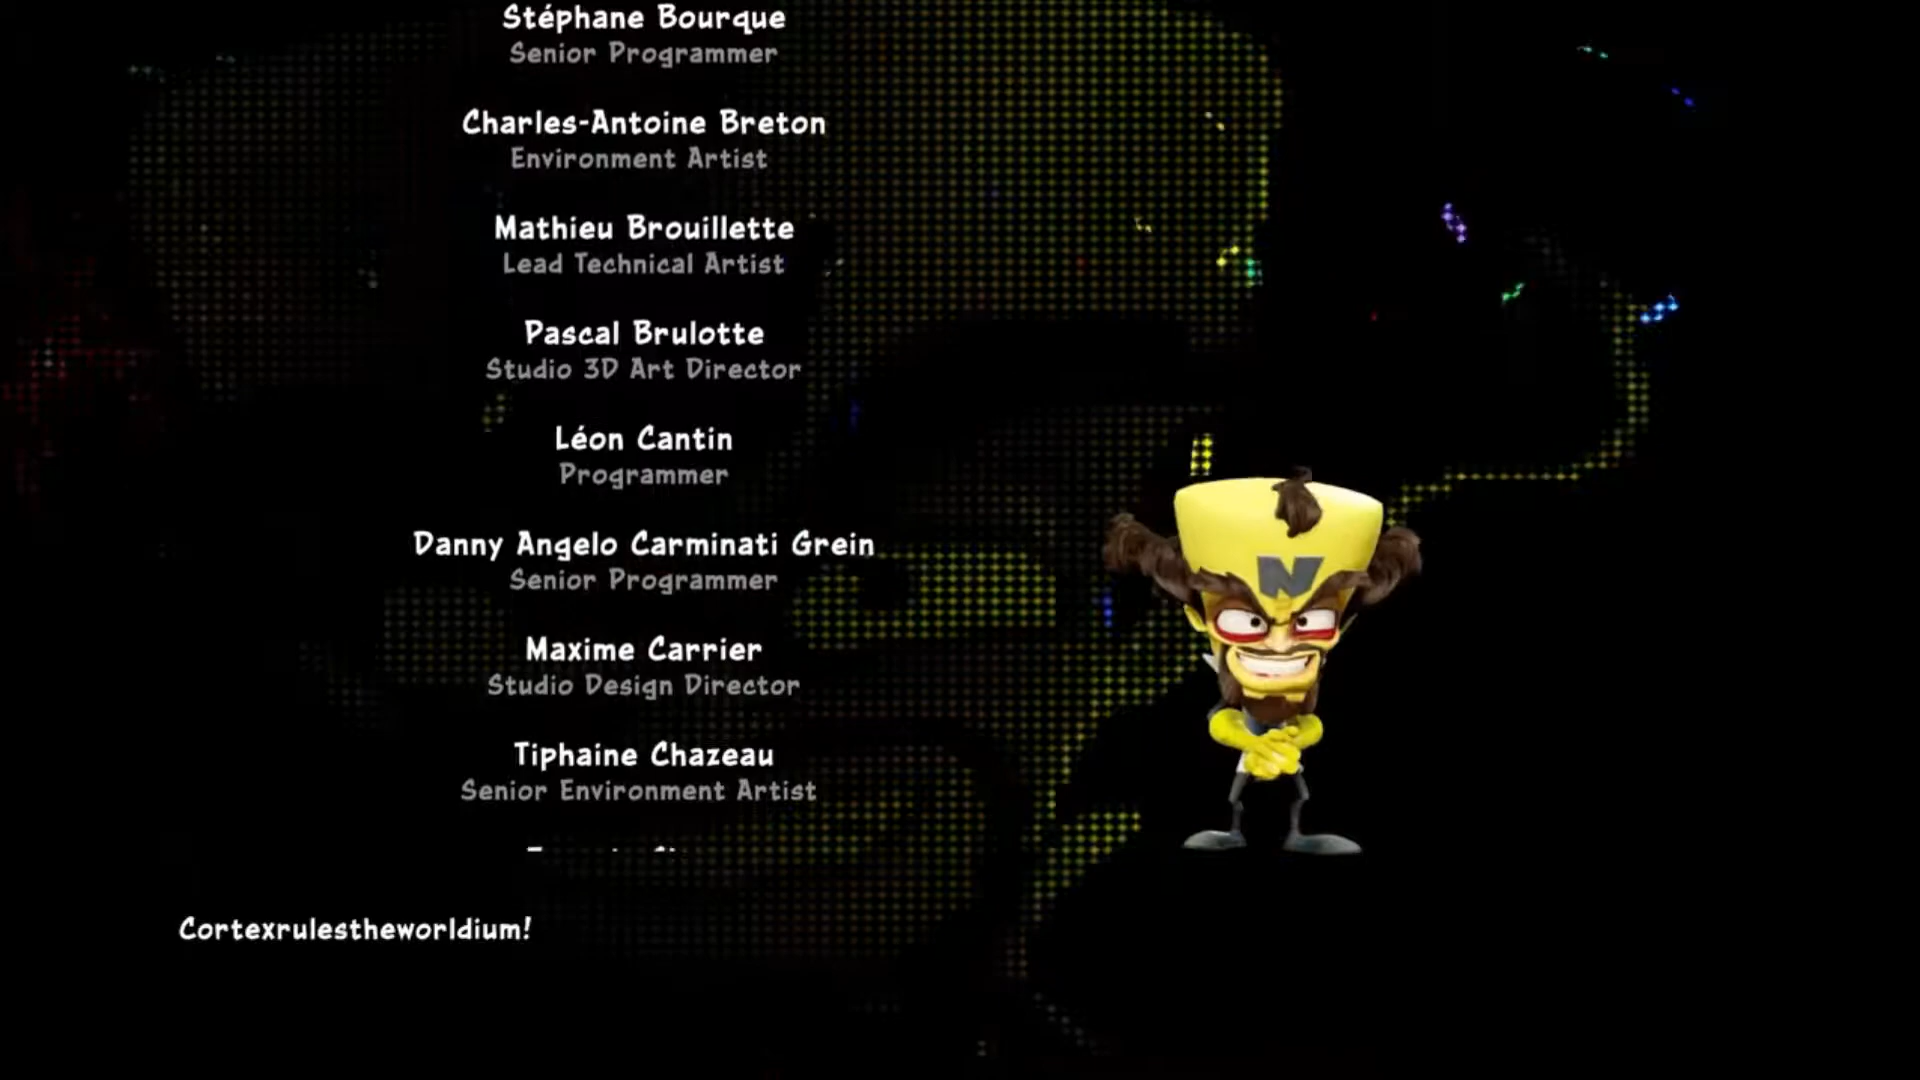 Stéphane Bourque
Senior Programmer
Charles-Antoine Breton
Environment Artist
Mathieu Brouillette
Lead Technical Artist
Pascal Brulotte
Studio 3D Art Director
Léon Cantin
Programmer
Danny Angelo Carminati Grein
Senior Programmer
Maxime Carrier
Studio Design Director
Tiphaine Chazeau
Senior Environment Artist
N
Cortexrulestheworldium!